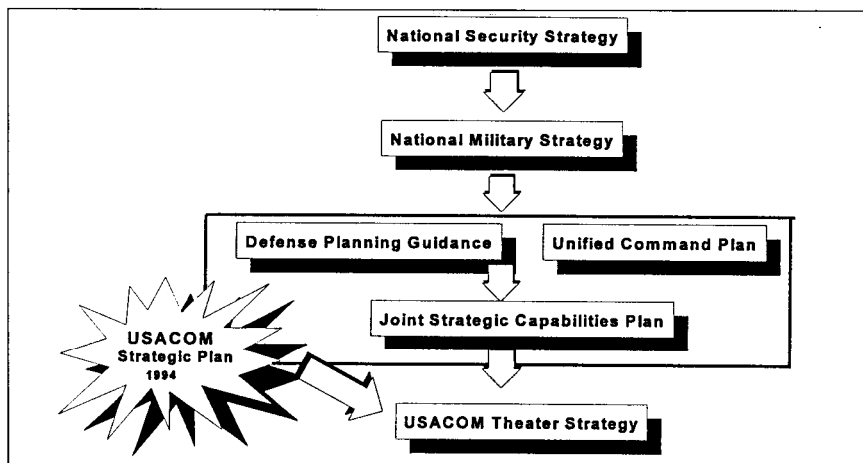 National Security Strategy
National Military Strategy
Defense Planning Guidance
Unified Command Plan
Joint Strategic Capabilities Plan
USACOM
Strategic Plan
1994
USACOM Theater Strategy